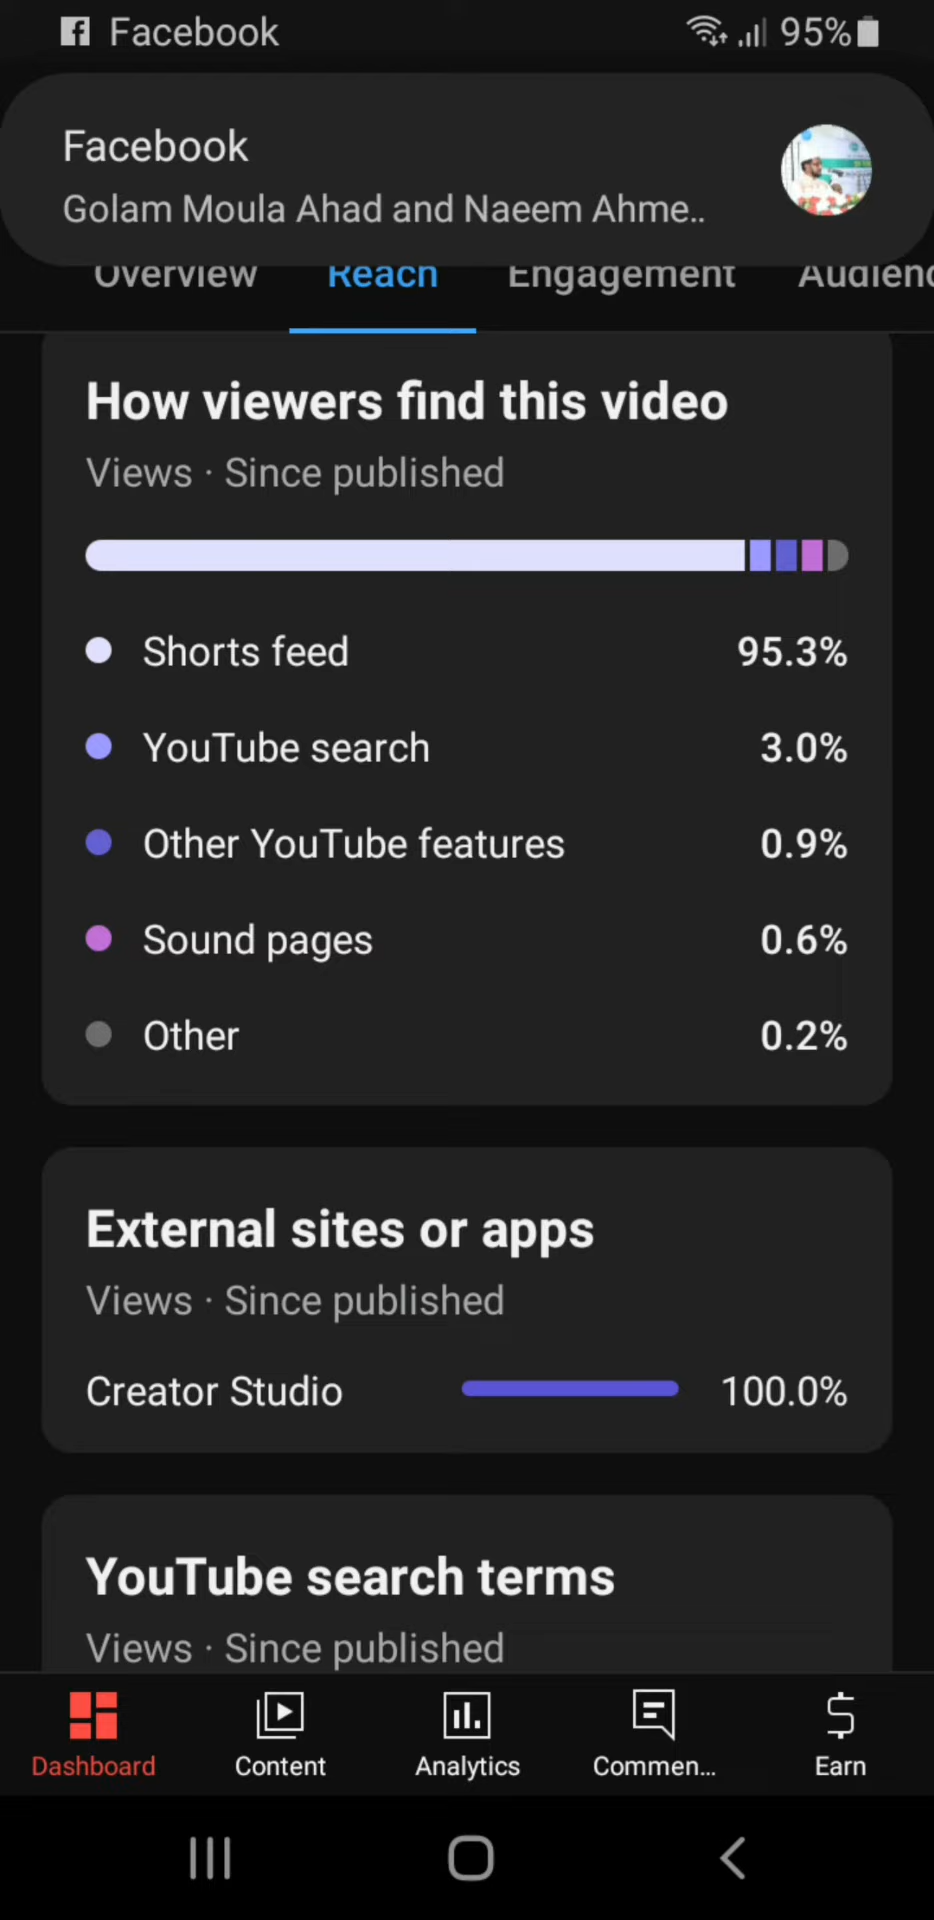 Facebook 95%
Facebook
Golam Moula Ahad and Naeem Ahme..
Overview Reach Engagement Audienc
How viewers find this video
Views · Since published
Shorts feed 95.3%
YouTube search 3.0%
Other YouTube features 0.9%
Sound pages 0.6%
Other 0.2%
External sites or apps
Views · Since published
Creator Studio 100.0%
YouTube search terms
Views · Since published
Dashboard Content Analytics Commen... Earn